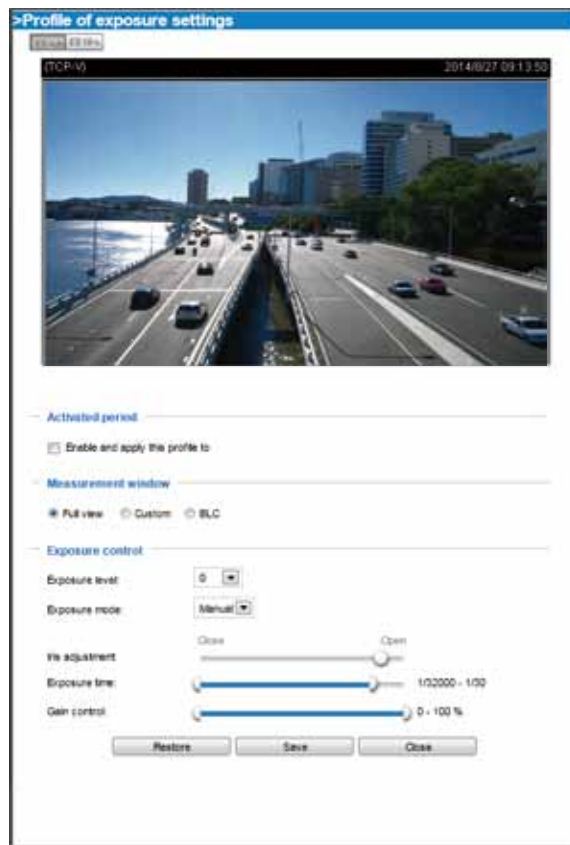 >Profile of exposure settings
(TCP-V) 2014/8/27 09:13:50
Activated period
Enable and apply this profile to
Measurement window
Full view Custom BLC
Exposure control
Exposure level: 0
Exposure mode: Manual
Close Open
Iris adjustment:
Exposure time: 1/32000 - 1/30
Gain control: 0 - 100 %
Restore Save Close